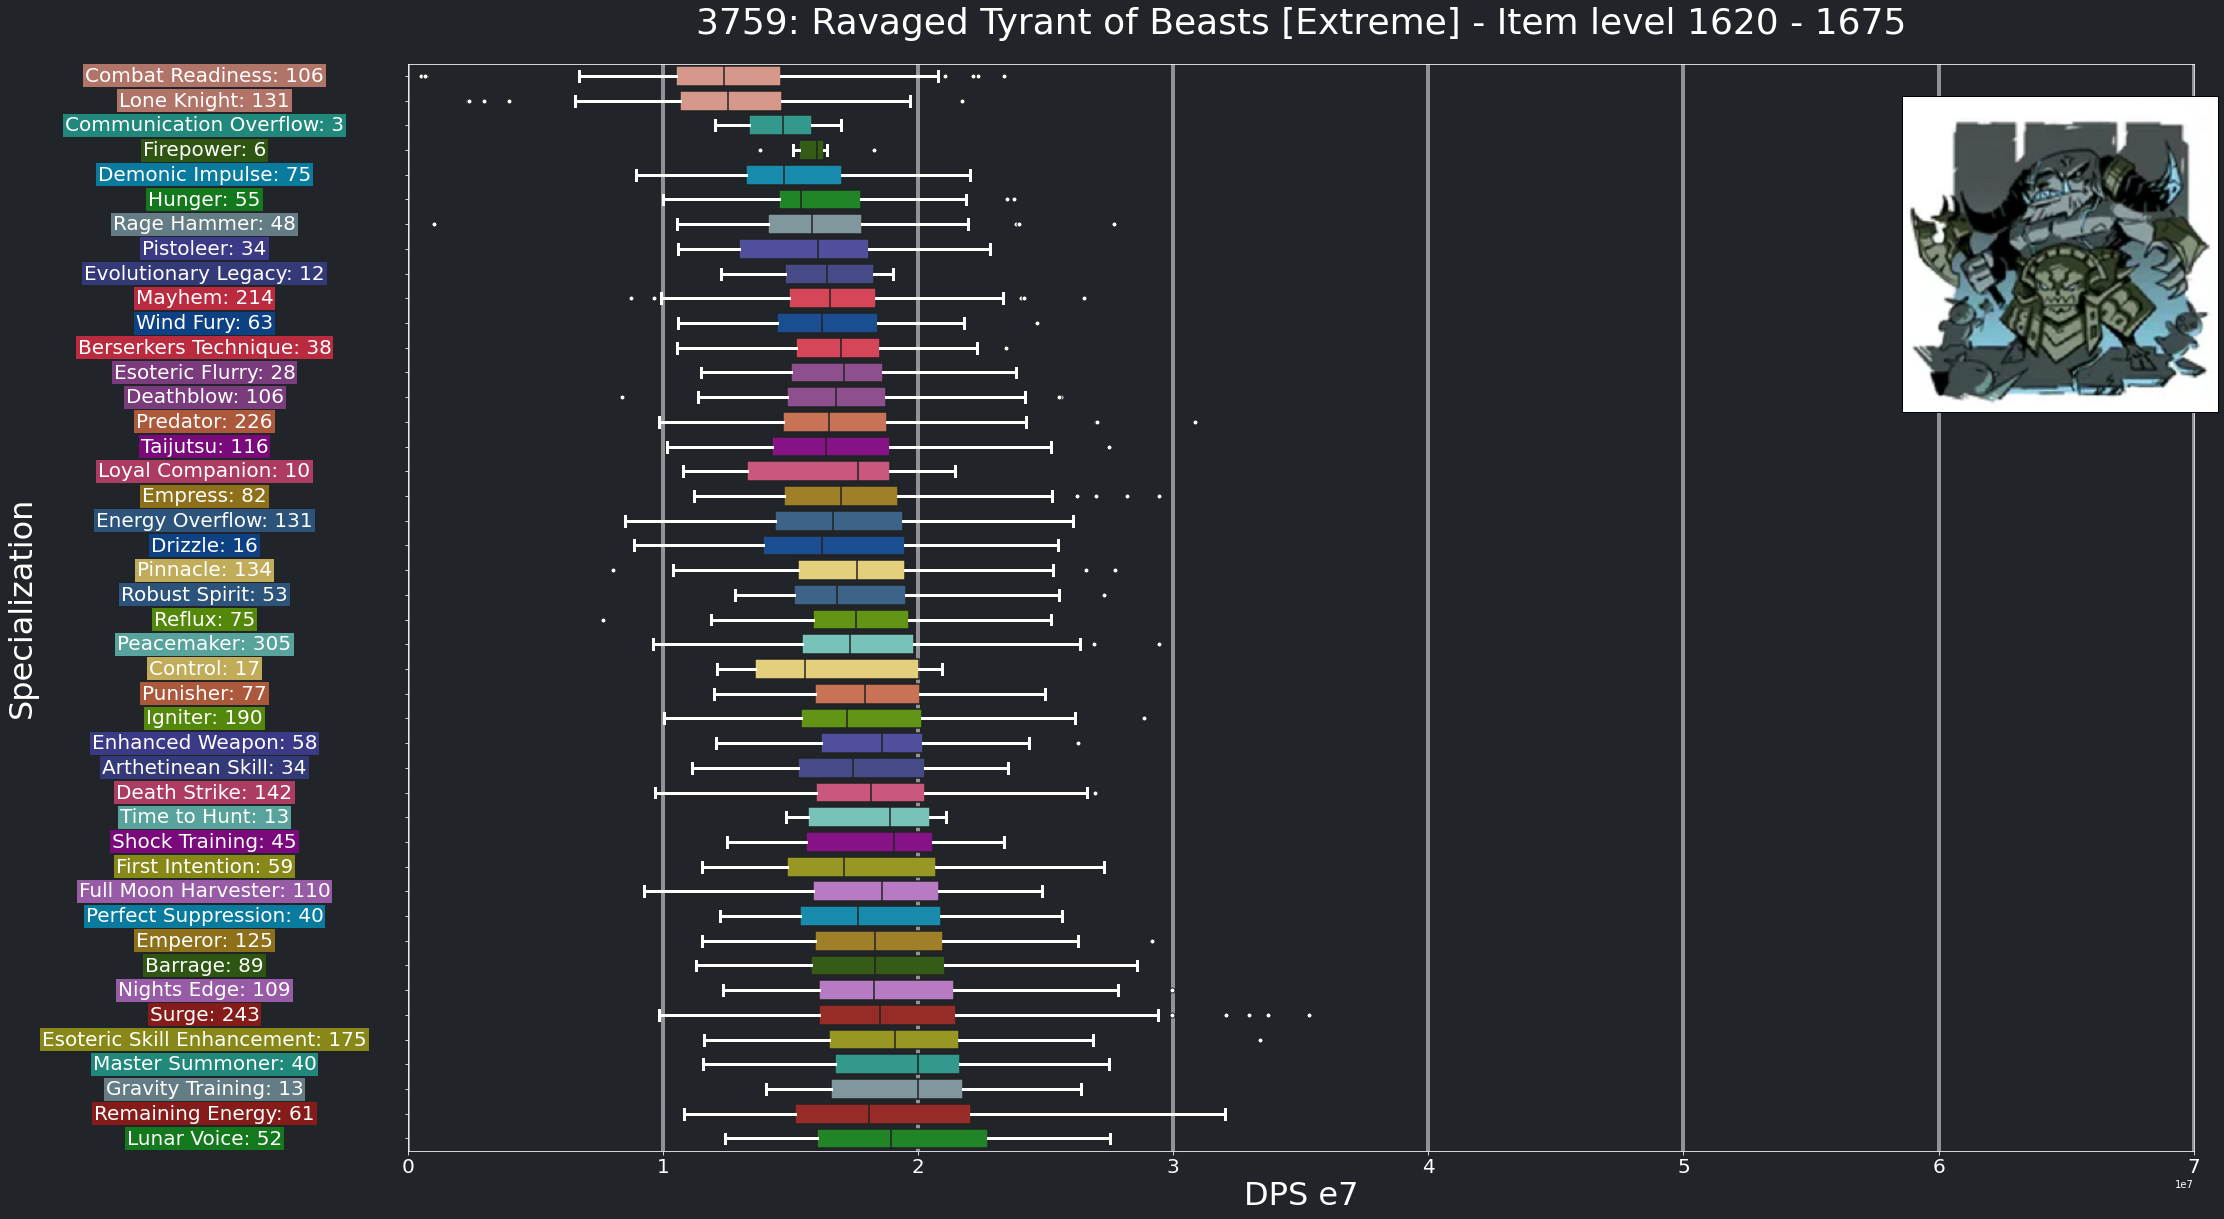 3759: Ravaged Tyrant of Beasts [Extreme] - Item level 1620 - 1675
Specialization
Combat Readiness: 106
Lone Knight: 131
Communication Overflow: 3
Firepower: 6
Demonic Impulse: 75
Hunger: 55
Rage Hammer: 48
Pistoleer: 34
Evolutionary Legacy: 12
Mayhem: 214
Wind Fury: 63
Berserkers Technique: 38
Esoteric Flurry: 28
Deathblow: 106
Predator: 226
Taijutsu: 116
Loyal Companion: 10
Empress: 82
Energy Overflow: 131
Drizzle: 16
Pinnacle: 134
Robust Spirit: 53
Reflux: 75
Peacemaker: 305
Control: 17
Punisher: 77
Igniter: 190
Enhanced Weapon: 58
Arthetinean Skill: 34
Death Strike: 142
Time to Hunt: 13
Shock Training: 45
First Intention: 59
Full Moon Harvester: 110
Perfect Suppression: 40
Emperor: 125
Barrage: 89
Nights Edge: 109
Surge: 243
Esoteric Skill Enhancement: 175
Master Summoner: 40
Gravity Training: 13
Remaining Energy: 61
Lunar Voice: 52
0 1 2 3 4 5 6 7
1e7
DPS e7